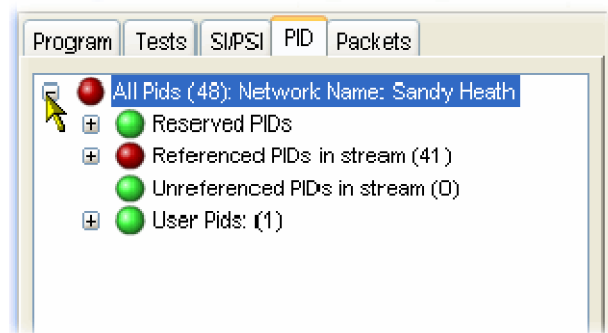 Program Tests SI/PSI PID Packets
All Pids (48): Network Name: Sandy Heath
Reserved PIDs
Referenced PIDs in stream (41)
Unreferenced PIDs in stream (0)
User Pids: (1)